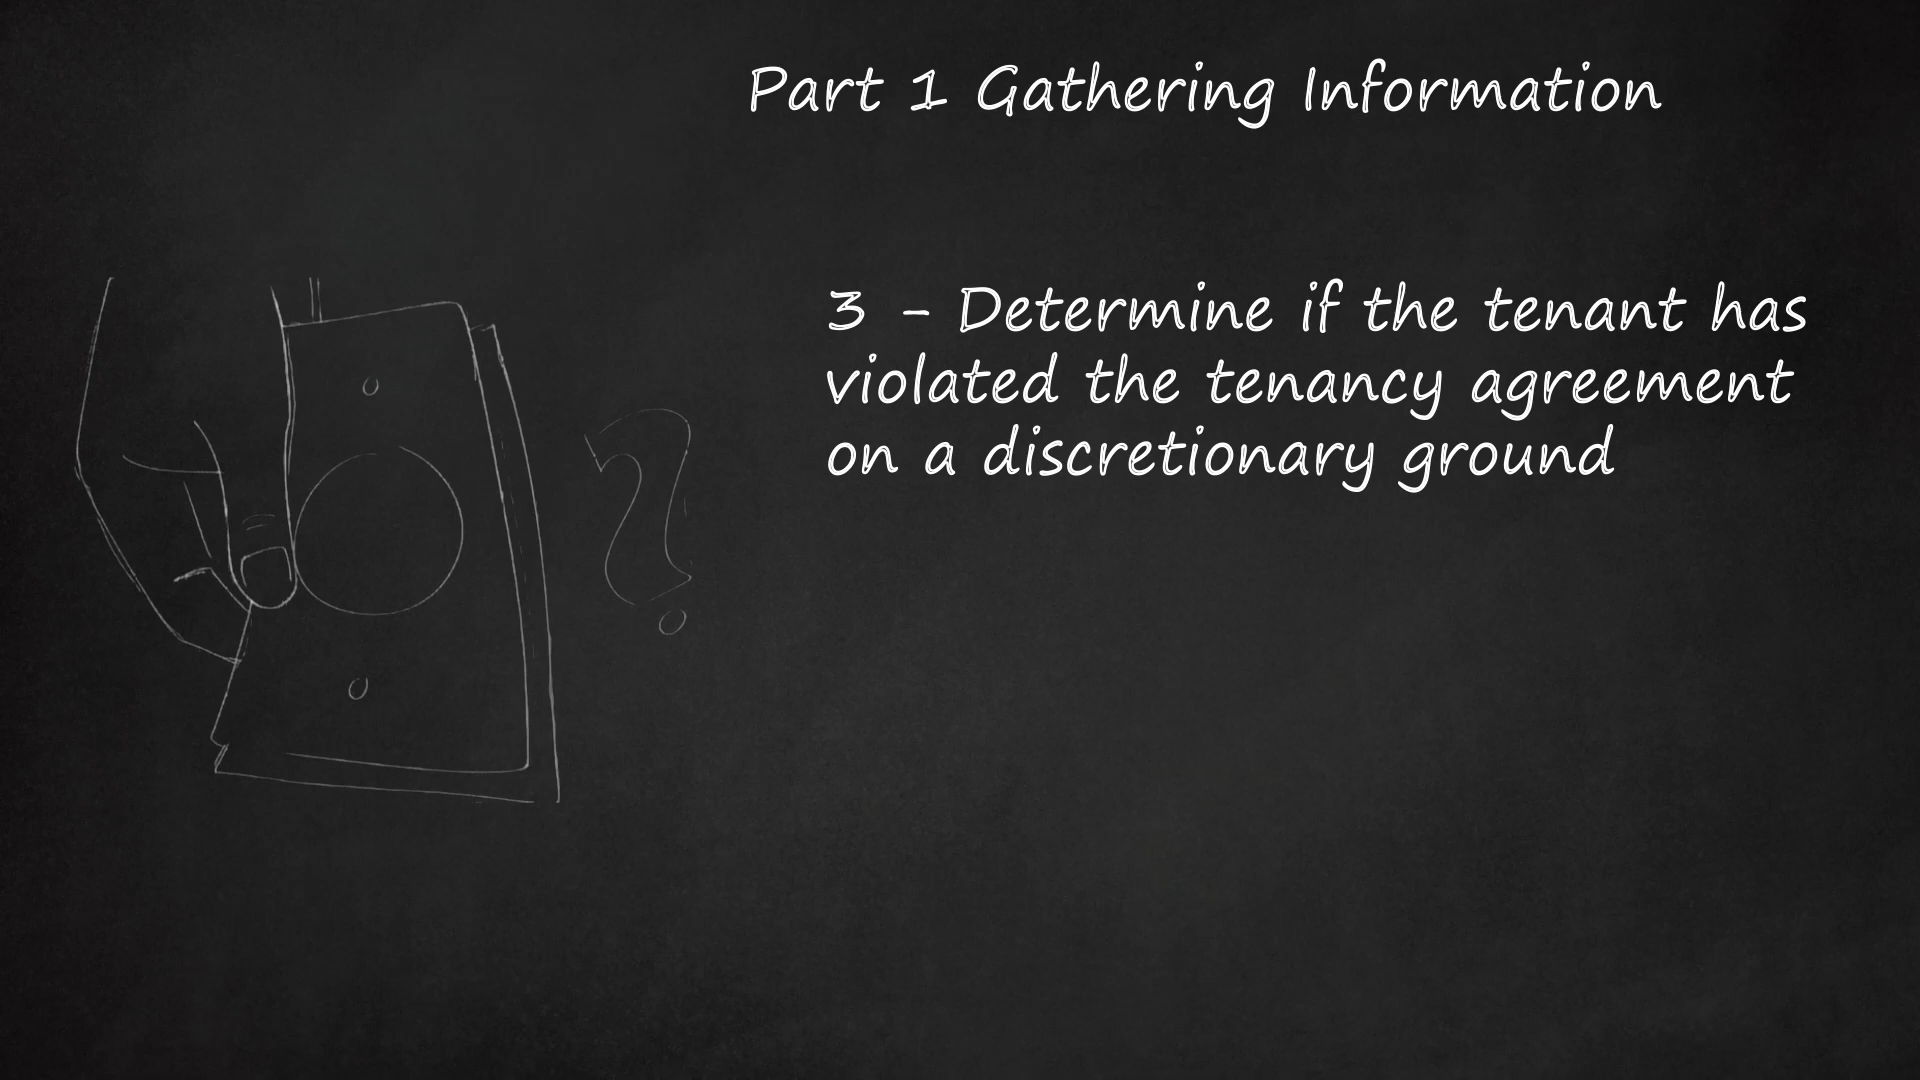 Part 1 Gathering Information
3 - Determine if the tenant has
violated the tenancy agreement
on a discretionary ground
?